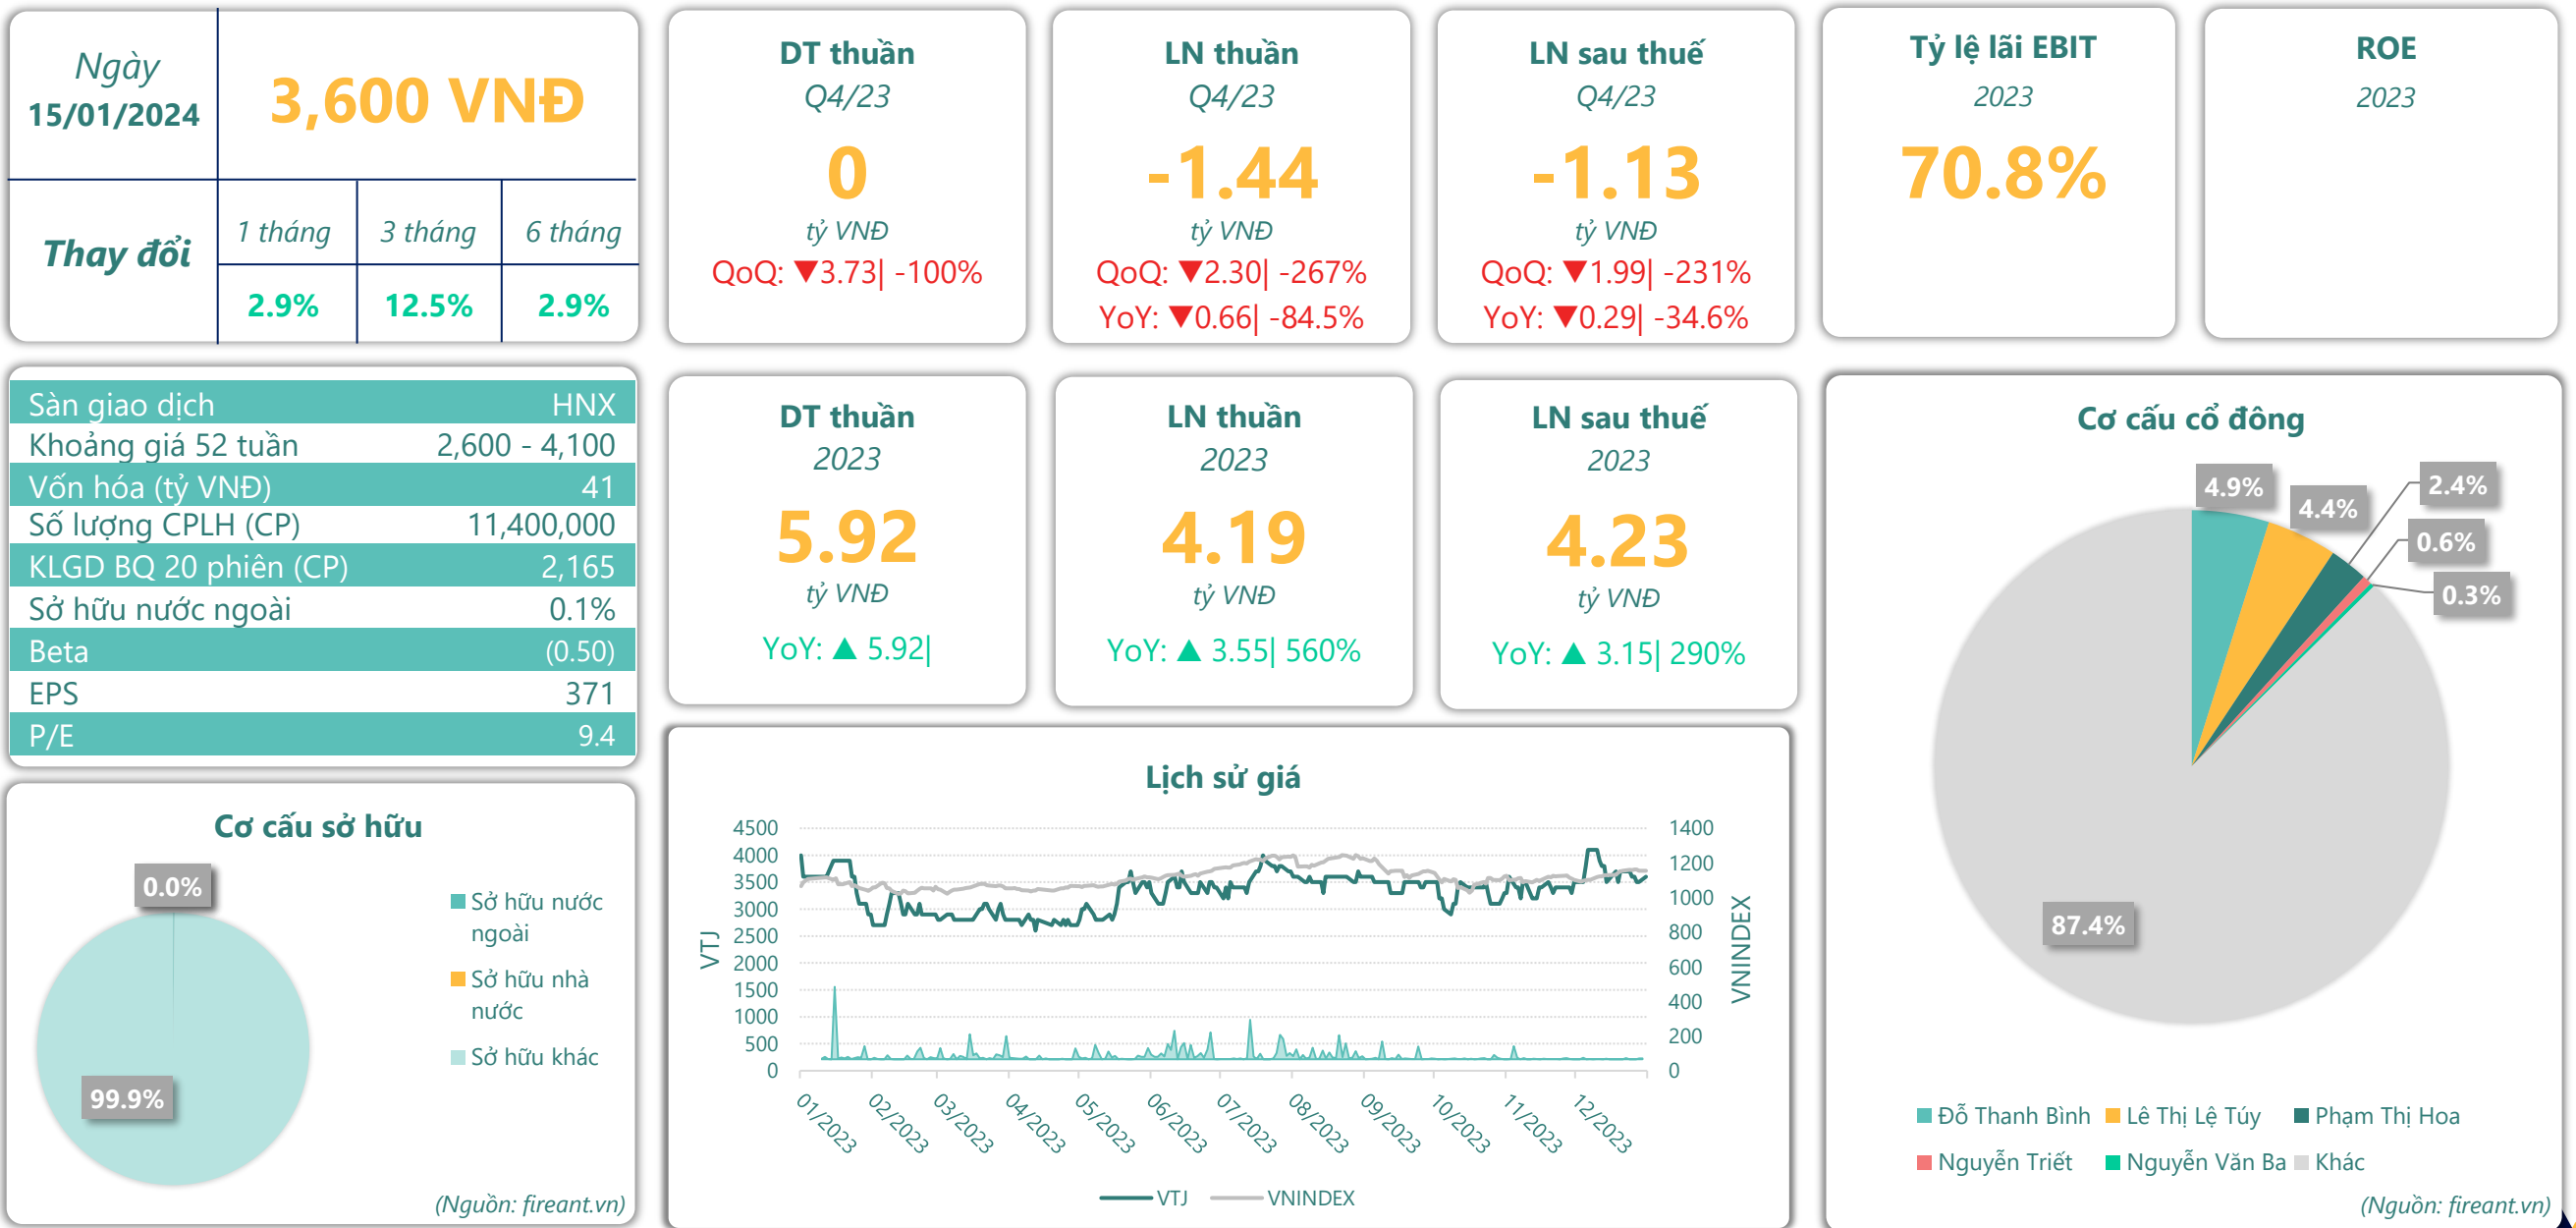 Ngày
15/01/2024
3,600 VNĐ
Thay đổi
1 tháng
3 tháng
6 tháng
2.9%
12.5%
2.9%
DT thuần
Q4/23
0
tỷ VNĐ
QoQ: ▼3.73| -100%
LN thuần
Q4/23
-1.44
tỷ VNĐ
QoQ: ▼2.30| -267%
YoY: ▼0.66| -84.5%
LN sau thuế
Q4/23
-1.13
tỷ VNĐ
QoQ: ▼1.99| -231%
YoY: ▼0.29| -34.6%
Tỷ lệ lãi EBIT
2023
70.8%
ROE
2023
Sàn giao dịch HNX
Khoảng giá 52 tuần 2,600 - 4,100
Vốn hóa (tỷ VNĐ) 41
Số lượng CPLH (CP) 11,400,000
KLGD BQ 20 phiên (CP) 2,165
Sở hữu nước ngoài 0.1%
Beta (0.50)
EPS 371
P/E 9.4
DT thuần
2023
5.92
tỷ VNĐ
YoY: ▲ 5.92|
LN thuần
2023
4.19
tỷ VNĐ
YoY: ▲ 3.55| 560%
LN sau thuế
2023
4.23
tỷ VNĐ
YoY: ▲ 3.15| 290%
Cơ cấu cổ đông
4.9%
4.4%
2.4%
0.6%
0.3%
87.4%
Đỗ Thanh Bình
Lê Thị Lệ Túy
Phạm Thị Hoa
Nguyễn Triết
Nguyễn Văn Ba
Khác
(Nguồn: fireant.vn)
Cơ cấu sở hữu
0.0%
99.9%
Sở hữu nước
ngoài
Sở hữu nhà
nước
Sở hữu khác
(Nguồn: fireant.vn)
Lịch sử giá
VTJ
4500
4000
3500
3000
2500
2000
1500
1000
500
0
1400
1200
1000
800
600
400
200
0
VNINDEX
01/2023
02/2023
03/2023
04/2023
05/2023
06/2023
07/2023
08/2023
09/2023
10/2023
11/2023
12/2023
VTJ
VNINDEX